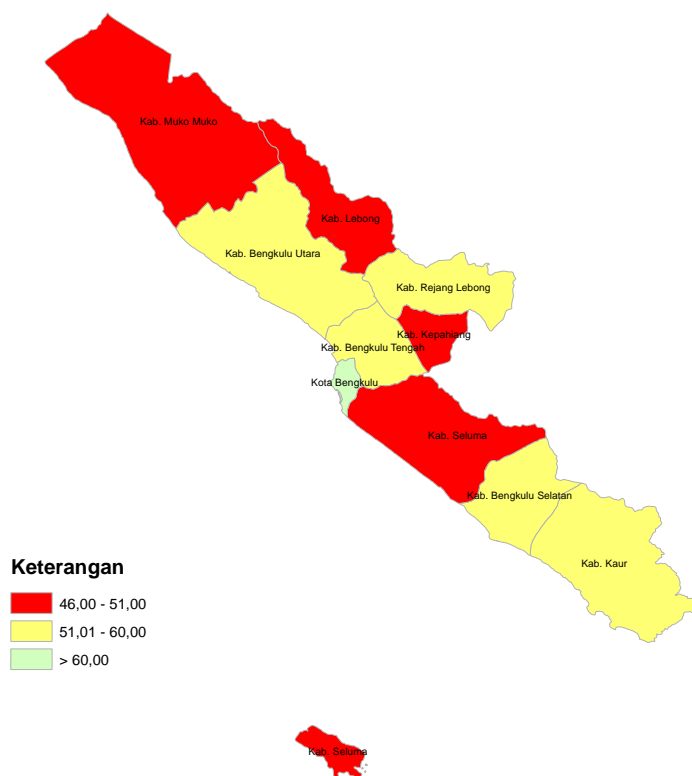 Kab. Muko Muko
Kab. Lebong
Kab. Bengkulu Utara
Kab. Rejang Lebong
Kab. Kepahiang
Kab. Bengkulu Tengah
Kota Bengkulu
Kab. Seluma
Kab. Bengkulu Selatan
Kab. Kaur
Keterangan
46,00 - 51,00
51,01 - 60,00
> 60,00
Kab. Seluma